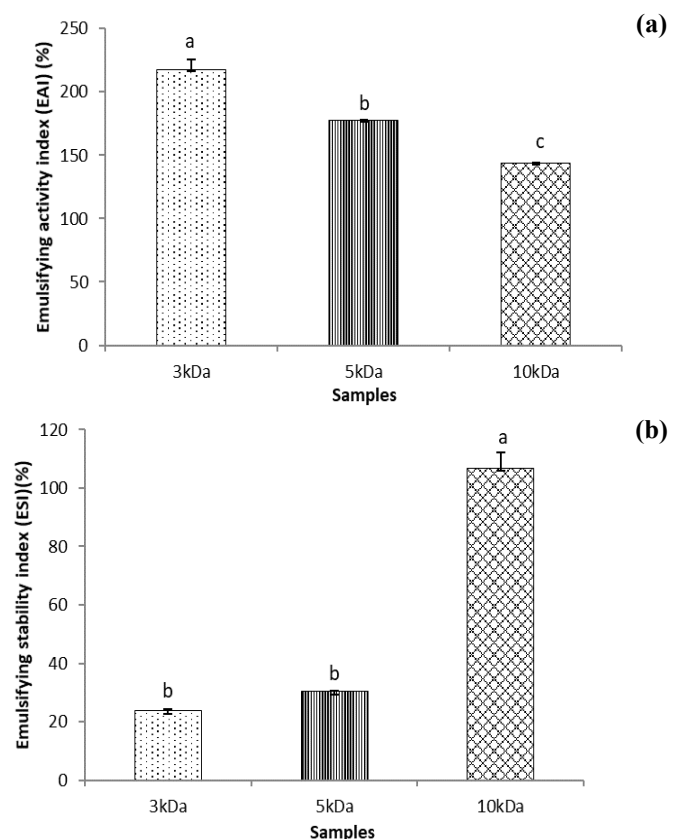 (a)
Emulsifying activity index (EAI) (%)
250
200
150
100
50
0
a
b
c
3kDa 5kDa 10kDa
Samples
(b)
Emulsifying stability index (ESI)(%)
120
100
80
60
40
20
0
b
b
a
3kDa 5kDa 10kDa
Samples